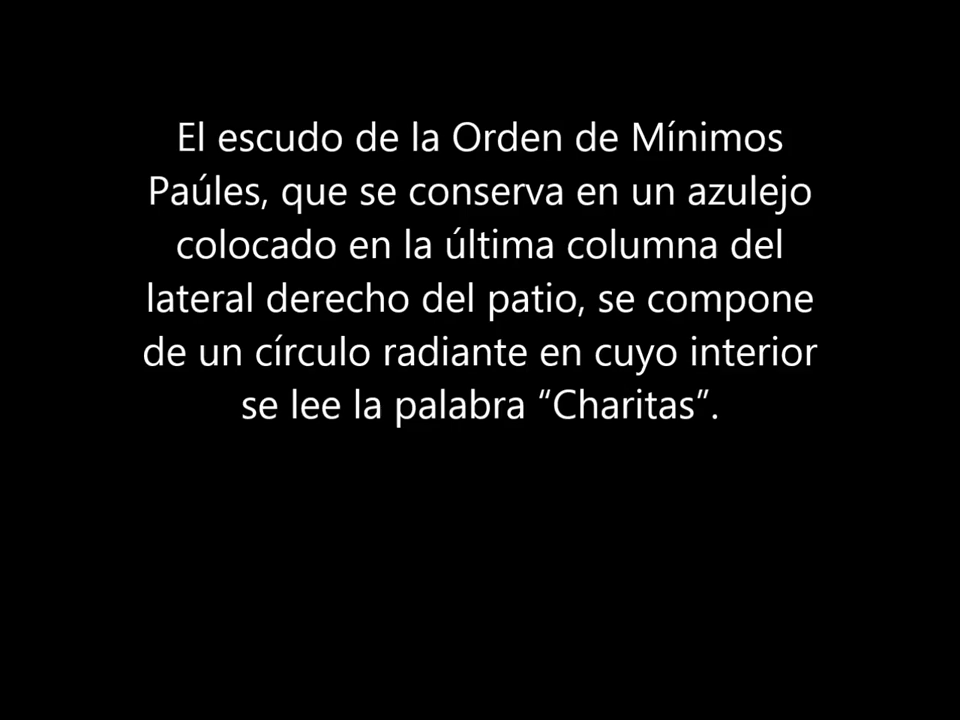 El escudo de la Orden de Mínimos
Paúles, que se conserva en un azulejo
colocado en la última columna del
lateral derecho del patio, se compone
de un círculo radiante en cuyo interior
se lee la palabra “Charitas”.